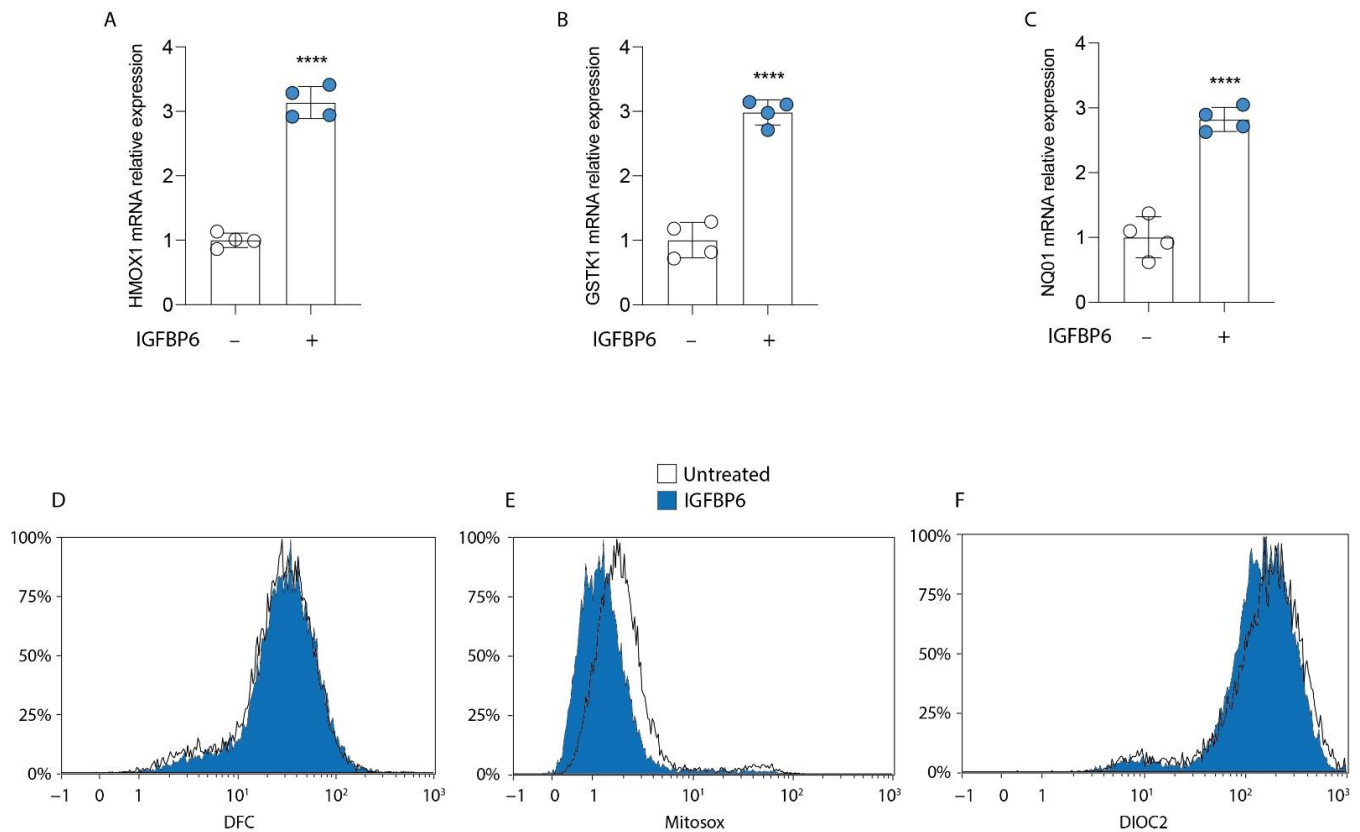 A
HMOX1 mRNA relative expression
4
3
2
1
0
****
IGFBP6 – +
B
GSTK1 mRNA relative expression
4
3
2
1
0
****
IGFBP6 – +
C
NQ01 mRNA relative expression
4
3
2
1
0
****
IGFBP6 – +
Untreated
IGFBP6
D
100%
75%
50%
25%
0%
−1 0 1 10¹ 10² 10³
DFC
E
100%
75%
50%
25%
0%
−1 0 1 10¹ 10² 10³
Mitosox
F
100%
75%
50%
25%
0%
−1 0 1 10¹ 10² 10³
DIOC2